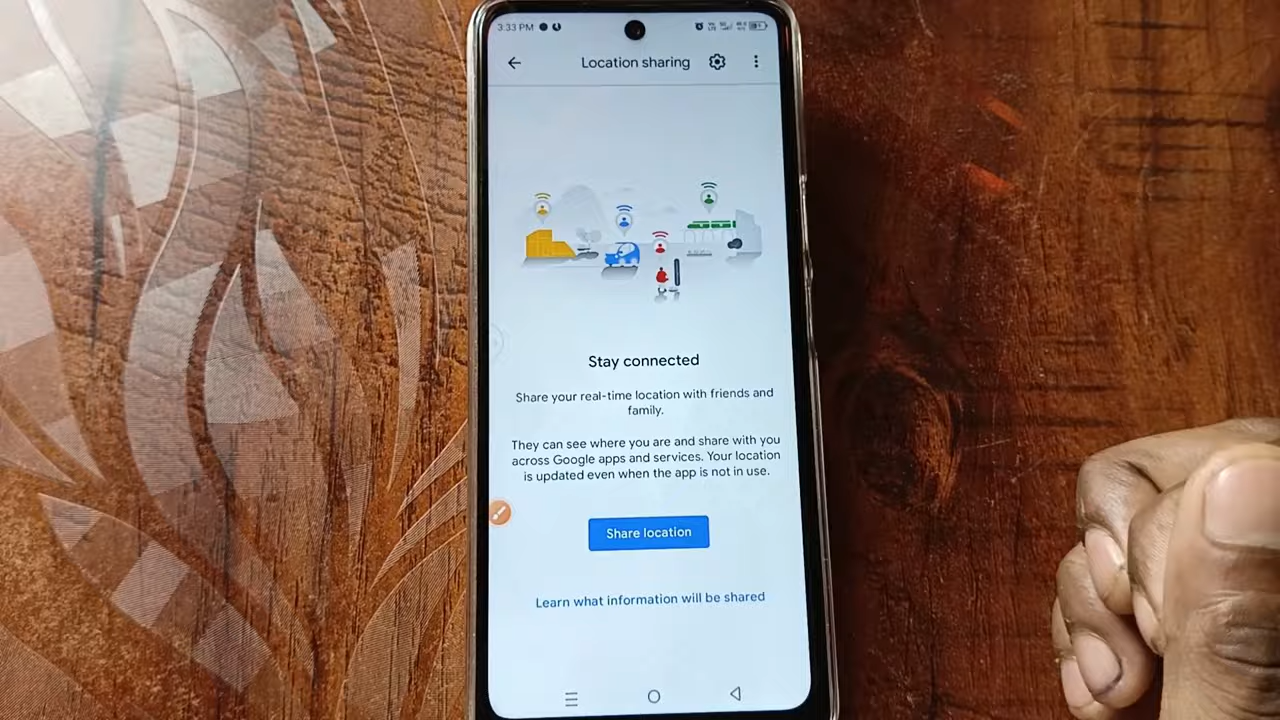 3:33 PM
Location sharing
Stay connected
Share your real-time location with friends and
family.
They can see where you are and share with you
across Google apps and services. Your location
is updated even when the app is not in use.
Share location
Learn what information will be shared